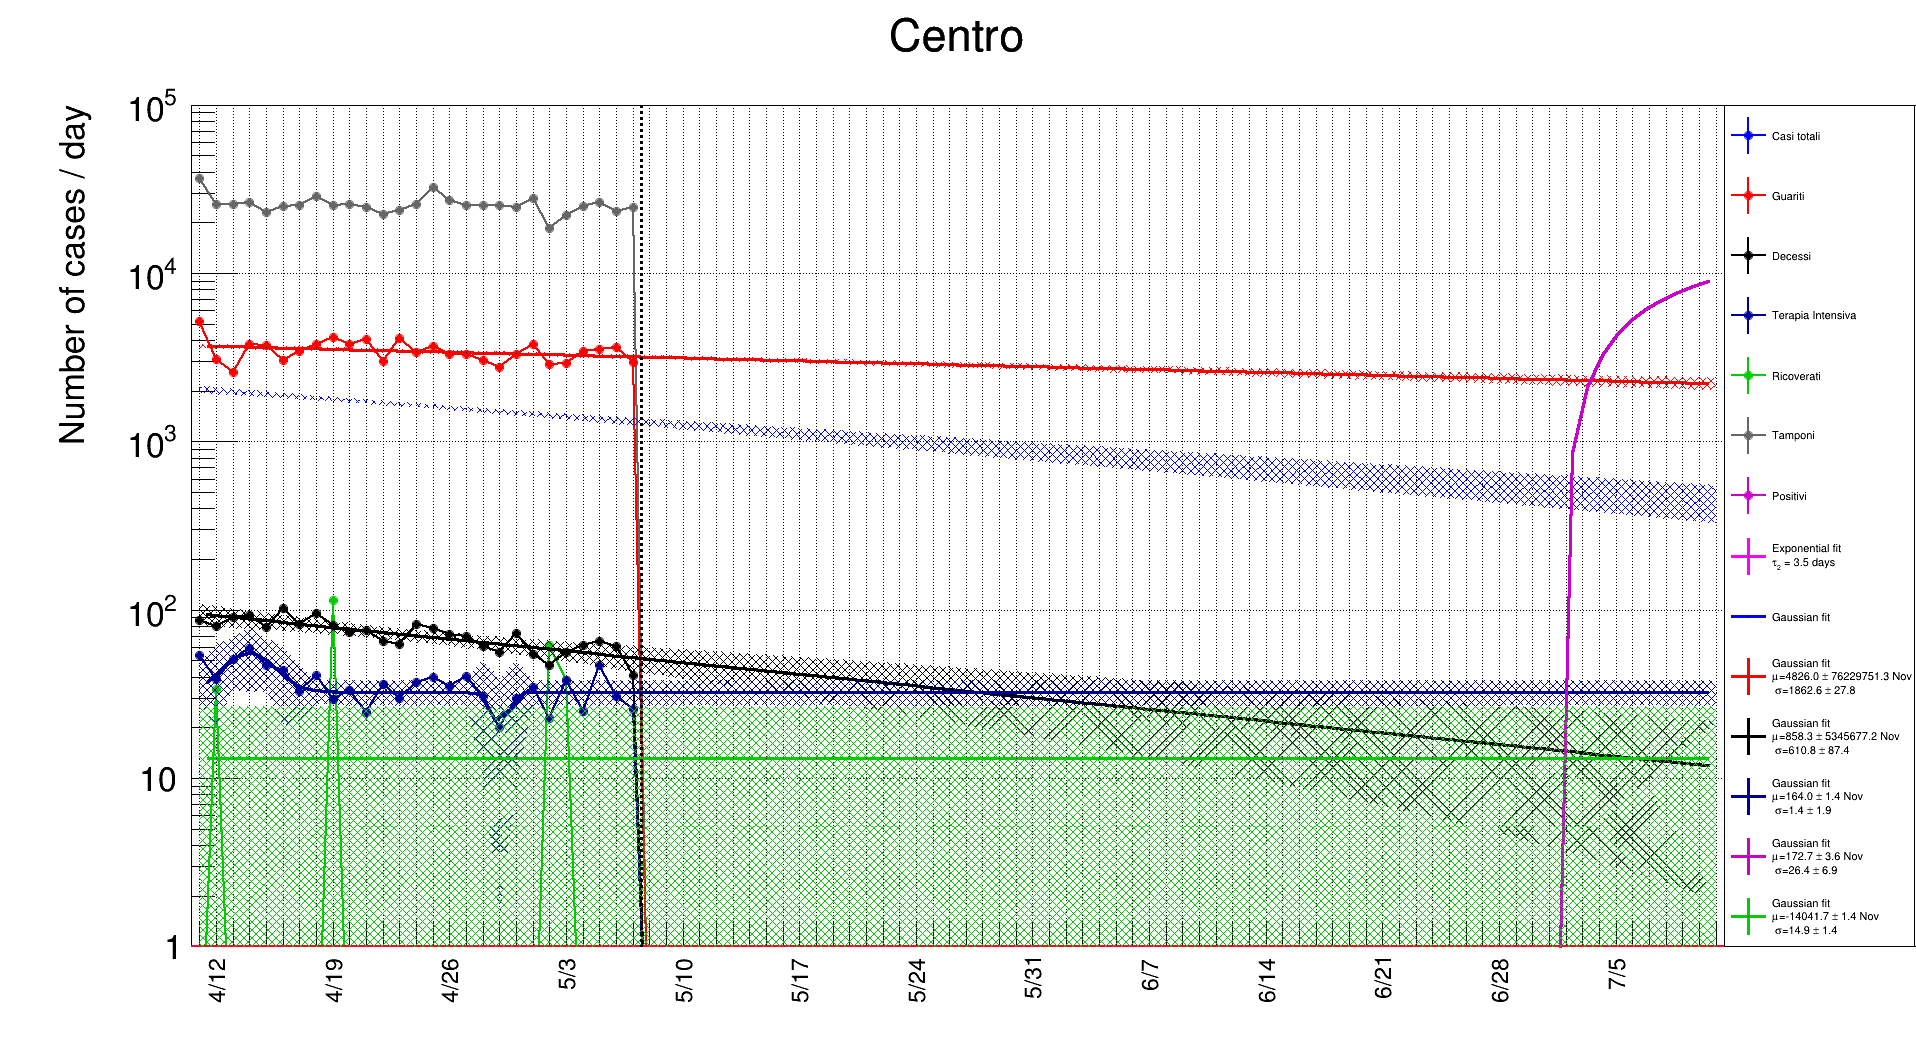 Centro
Number of cases / day
10^5
10^4
10^3
10^2
10
1
4/12
4/19
4/26
5/3
5/10
5/17
5/24
5/31
6/7
6/14
6/21
6/28
7/5
Casi totali
Guariti
Decessi
Terapia Intensiva
Ricoverati
Tamponi
Positivi
Exponential fit
τ₂ = 3.5 days
Gaussian fit
Gaussian fit
μ=4826.0 ± 76229751.3 Nov
σ=1862.6 ± 27.8
Gaussian fit
μ=858.3 ± 5345677.2 Nov
σ=610.8 ± 87.4
Gaussian fit
μ=164.0 ± 1.4 Nov
σ=1.4 ± 1.9
Gaussian fit
μ=172.7 ± 3.6 Nov
σ=26.4 ± 6.9
Gaussian fit
μ=-14041.7 ± 1.4 Nov
σ=14.9 ± 1.4